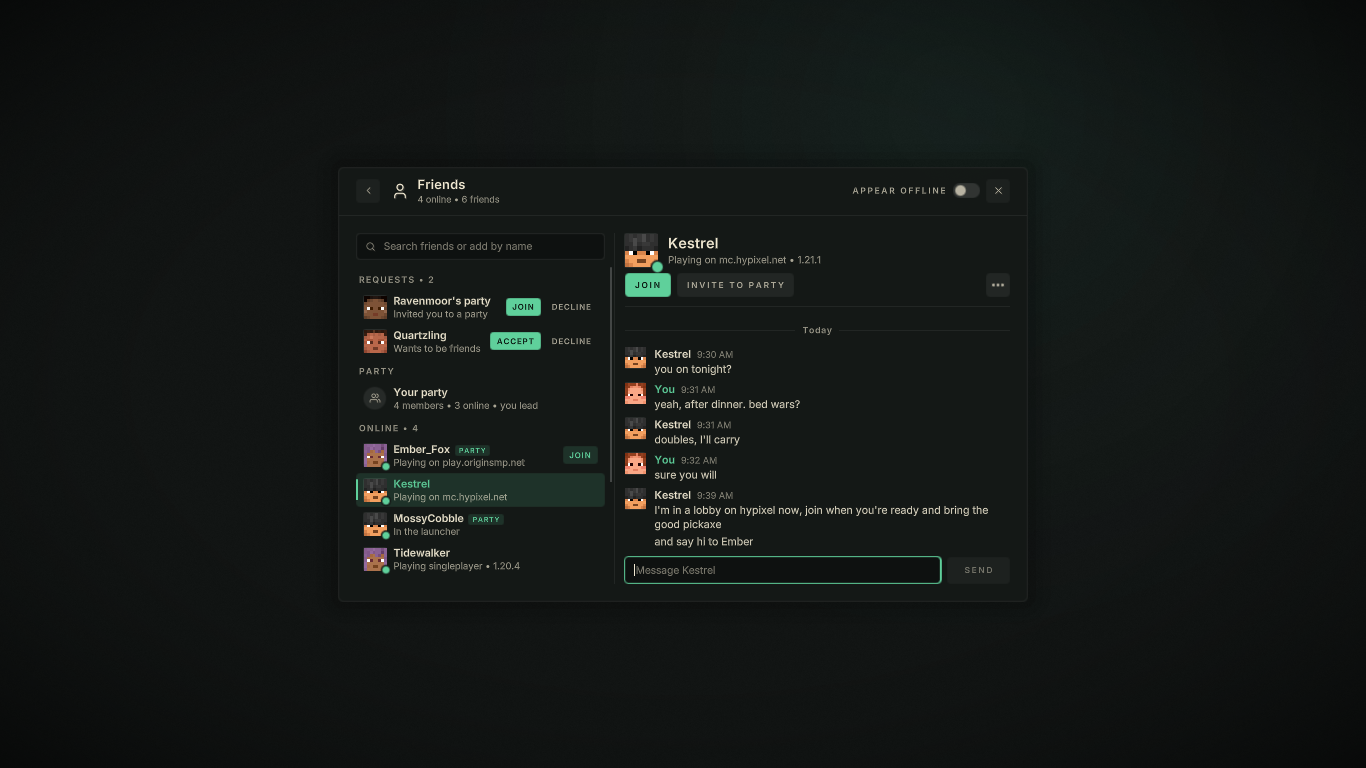 Friends
4 online • 6 friends
APPEAR OFFLINE
Search friends or add by name
REQUESTS • 2
Ravenmoor's party
Invited you to a party
JOIN
DECLINE
Quartzling
Wants to be friends
ACCEPT
DECLINE
PARTY
Your party
4 members • 3 online • you lead
ONLINE • 4
Ember_Fox PARTY
Playing on play.originsmp.net
JOIN
Kestrel
Playing on mc.hypixel.net
MossyCobble PARTY
In the launcher
Tidewalker
Playing singleplayer • 1.20.4
Kestrel
Playing on mc.hypixel.net • 1.21.1
JOIN
INVITE TO PARTY
Today
Kestrel 9:30 AM
you on tonight?
You 9:31 AM
yeah, after dinner. bed wars?
Kestrel 9:31 AM
doubles, I'll carry
You 9:32 AM
sure you will
Kestrel 9:39 AM
I'm in a lobby on hypixel now, join when you're ready and bring the
good pickaxe
and say hi to Ember
Message Kestrel
SEND